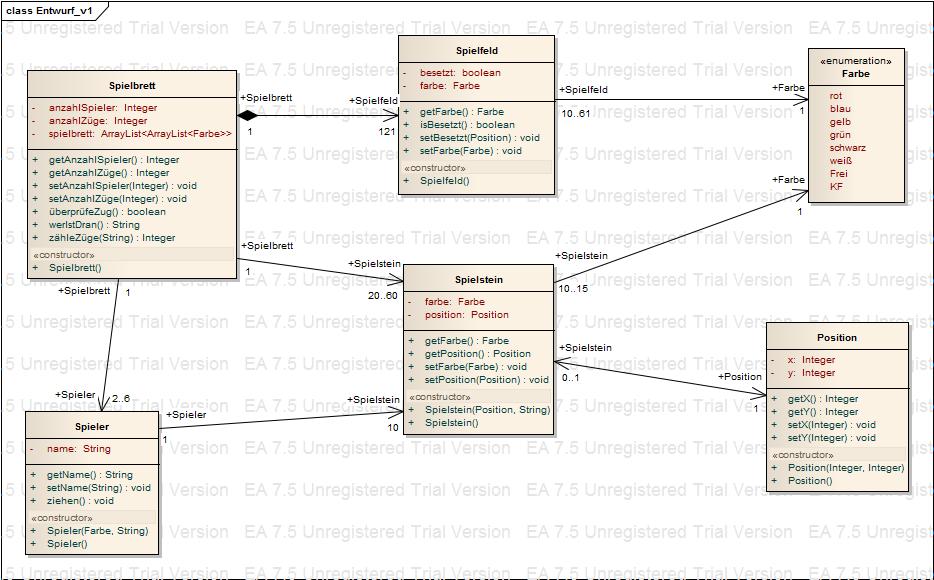 class Entwurf_v1
EA 7.5 Unregistered Trial Version
Spielbrett
- anzahlSpieler: Integer
- anzahlZüge: Integer
- spielbrett: ArrayList<ArrayList<Farbe>>
+ getAnzahlSpieler() : Integer
+ getAnzahlZüge() : Integer
+ setAnzahlSpieler(Integer) : void
+ setAnzahlZüge(Integer) : void
+ überprüfeZug() : boolean
+ werIstDran() : String
+ zähleZüge(String) : Integer
«constructor»
+ Spielbrett()
+Spielbrett
1
+Spielfeld
121
Spielfeld
- besetzt: boolean
- farbe: Farbe
+ getFarbe() : Farbe
+ isBesetzt() : boolean
+ setBesetzt(Position) : void
+ setFarbe(Farbe) : void
«constructor»
+ Spielfeld()
+Spielfeld
10..61
+Farbe
1
«enumeration»
Farbe
rot
blau
gelb
grün
schwarz
weiß
Frei
KF
+Farbe
1
+Spielbrett
1
+Spielstein
20..60
Spielstein
- farbe: Farbe
- position: Position
+ getFarbe() : Farbe
+ getPosition() : Position
+ setFarbe(Farbe) : void
+ setPosition(Position) : void
«constructor»
+ Spielstein(Position, String)
+ Spielstein()
+Spielstein
10..15
+Spielstein
0..1
+Position
1
Position
- x: Integer
- y: Integer
+ getX() : Integer
+ getY() : Integer
+ setX(Integer) : void
+ setY(Integer) : void
«constructor»
+ Position(Integer, Integer)
+ Position()
+Spielbrett
1
+Spieler
2..6
Spieler
- name: String
+ getName() : String
+ setName(String) : void
+ ziehen() : void
«constructor»
+ Spieler(Farbe, String)
+ Spieler()
+Spieler
1
+Spielstein
10